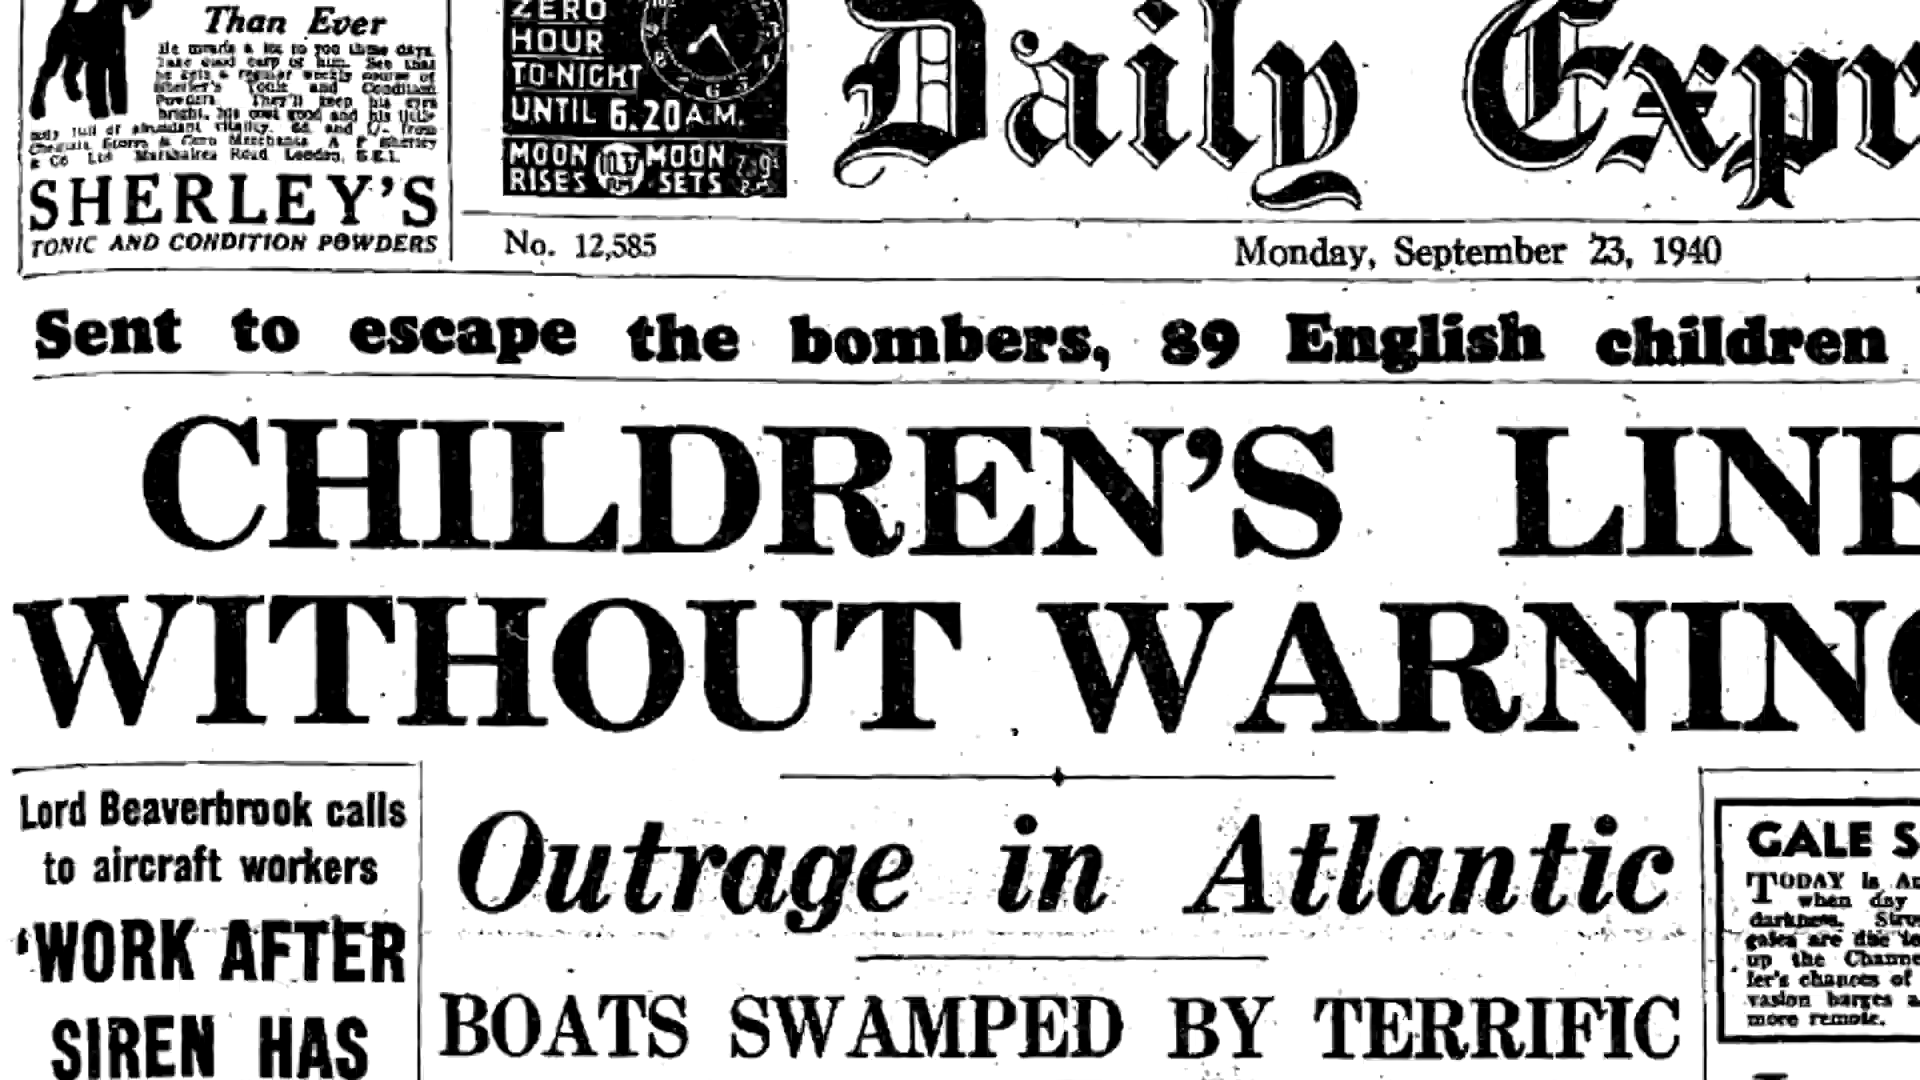 Than Ever
SHERLEY'S
TONIC AND CONDITION POWDERS
ZERO
HOUR
TO-NIGHT
UNTIL 6.20 A.M.
MOON RISES 10.37 P.M. MOON SETS
Daily Expr
No. 12,585
Monday, September 23, 1940
Sent to escape the bombers, 89 English children
CHILDREN'S LINE
WITHOUT WARNING
Lord Beaverbrook calls
to aircraft workers
'WORK AFTER
SIREN HAS
Outrage in Atlantic
BOATS SWAMPED BY TERRIFIC
GALE S
TODAY is
when day
darkness.
gales are due
up the Channe
ler's chances of
vasion barges a
more remote.